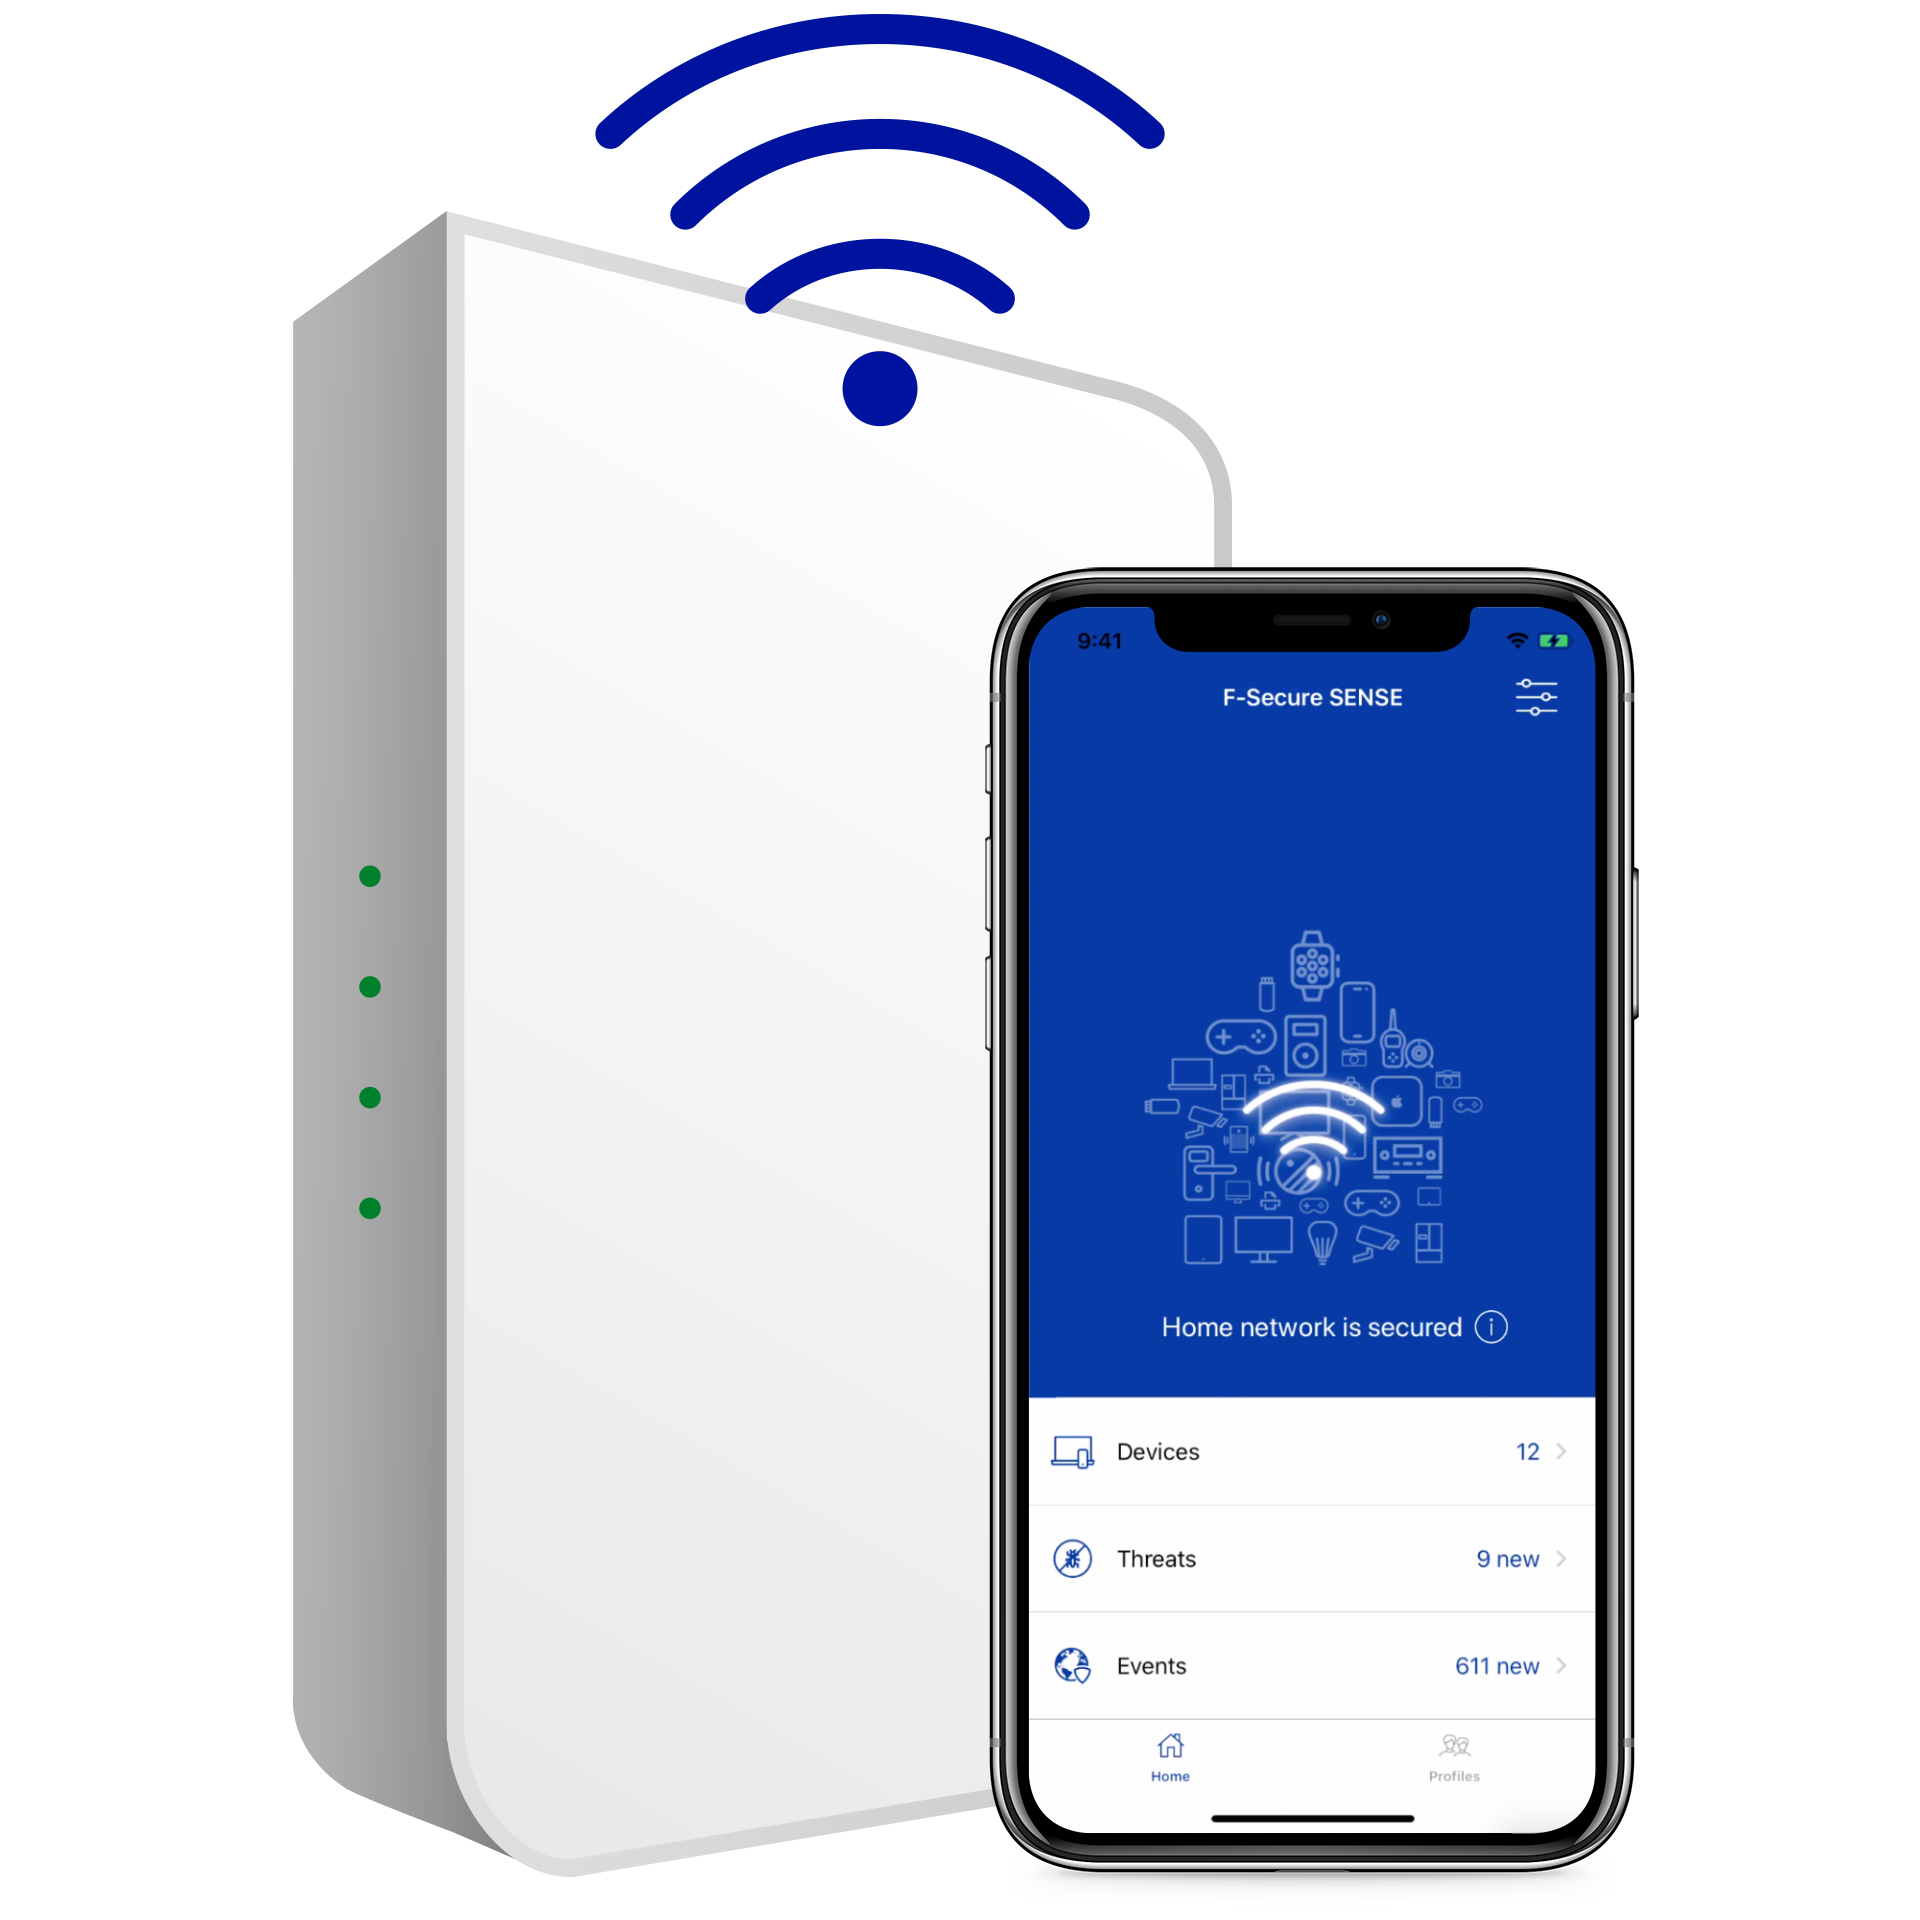 9:41
F-Secure SENSE
Home network is secured
Devices 12
Threats 9 new
Events 611 new
Home Profiles